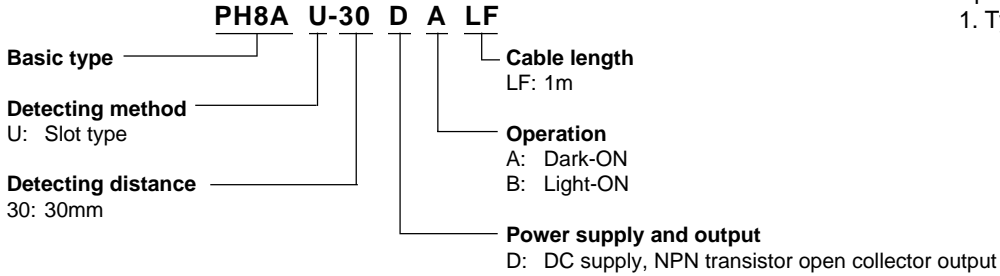 PH8A U-30 D A LF
Basic type
Detecting method
U: Slot type
Detecting distance
30: 30mm
Cable length
LF: 1m
Operation
A: Dark-ON
B: Light-ON
Power supply and output
D: DC supply, NPN transistor open collector output
1.